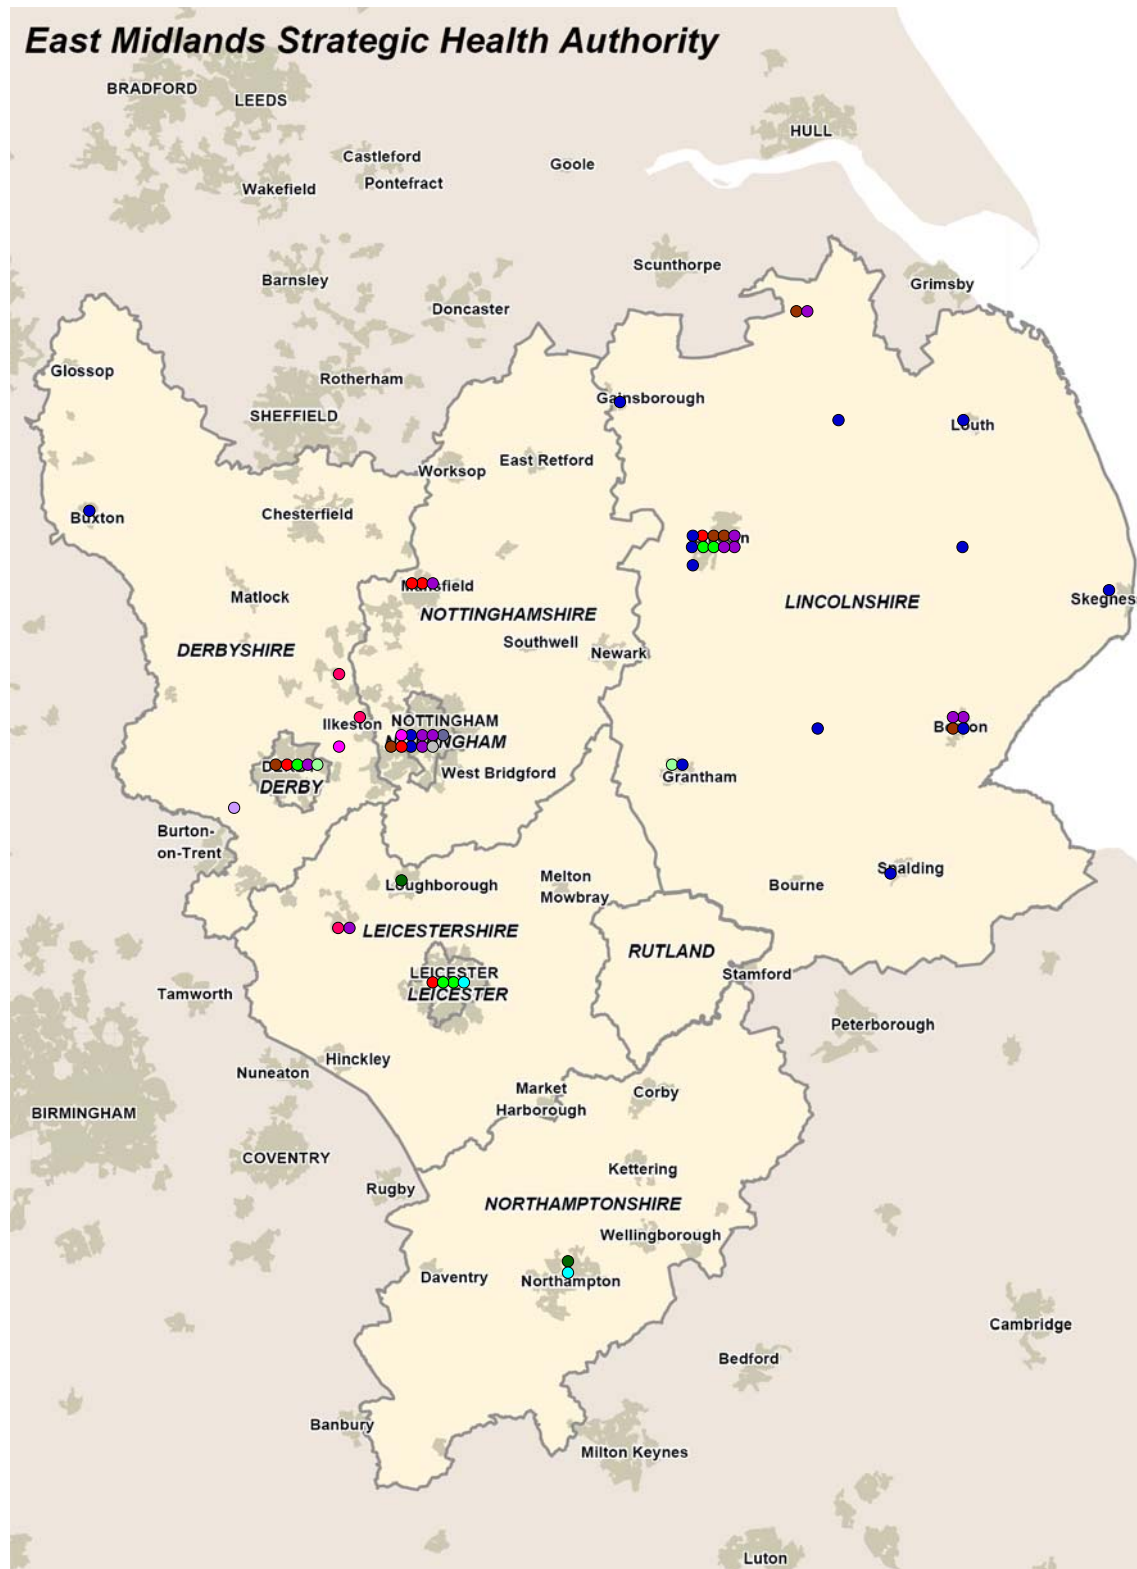 East Midlands Strategic Health Authority
BRADFORD
LEEDS
HULL
Castleford
Goole
Pontefract
Wakefield
Scunthorpe
Barnsley
Grimsby
Doncaster
Glossop
Rotherham
Gainsborough
SHEFFIELD
Louth
East Retford
Worksop
Chesterfield
Buxton
Mansfield
Matlock
Skegness
LINCOLNSHIRE
NOTTINGHAMSHIRE
Southwell
DERBYSHIRE
Newark
NOTTINGHAM
Ilkeston
Boston
NOTTINGHAM
West Bridgford
Grantham
DERBY
Burton-
on-Trent
Spalding
Melton
Mowbray
Loughborough
Bourne
LEICESTERSHIRE
RUTLAND
LEICESTER
Stamford
LEICESTER
Tamworth
Peterborough
Hinckley
Nuneaton
Market
Harborough
Corby
BIRMINGHAM
COVENTRY
Kettering
Rugby
NORTHAMPTONSHIRE
Wellingborough
Daventry
Northampton
Cambridge
Bedford
Banbury
Milton Keynes
Luton